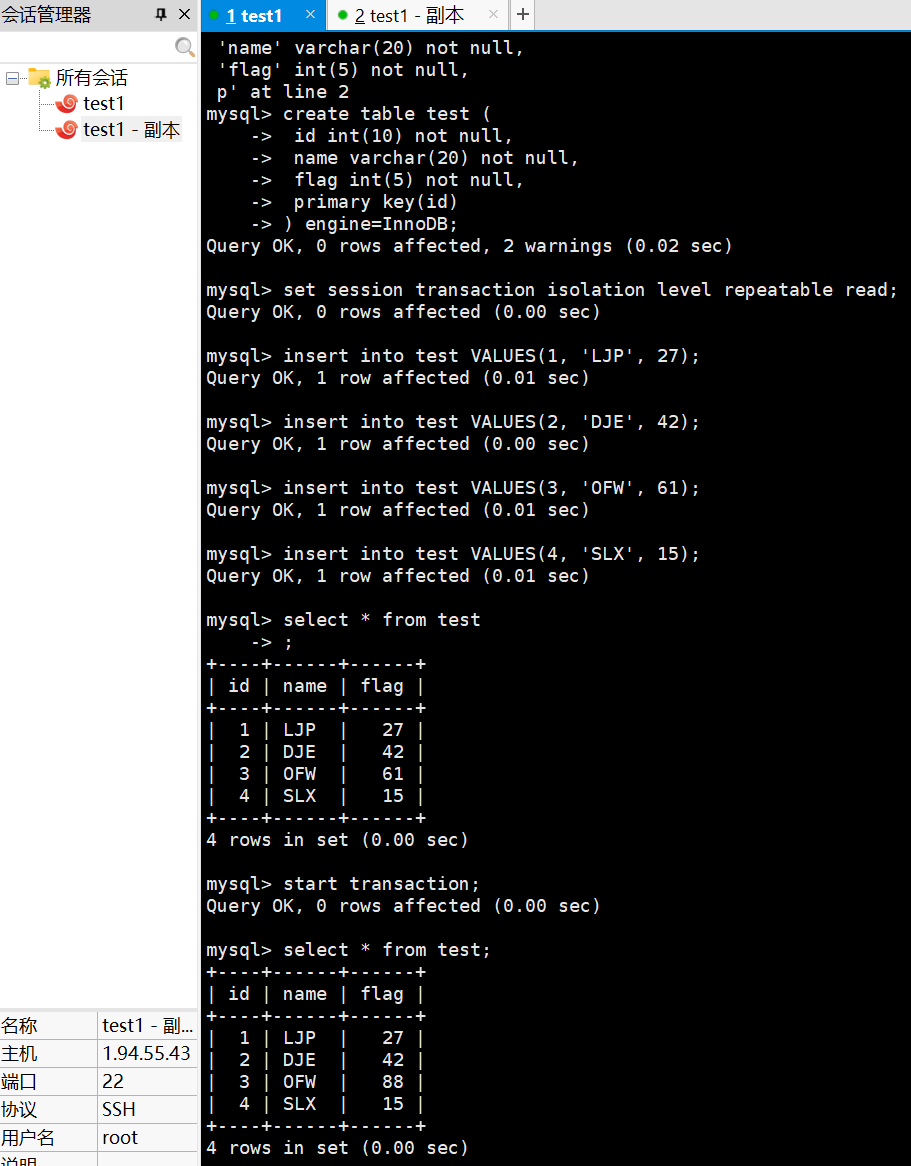 会话管理器
1 test1
2 test1 - 副本
所有会话
test1
test1 - 副本
名称 test1 - 副...
主机 1.94.55.43
端口 22
协议 SSH
用户名 root
说明
'name' varchar(20) not null,
'flag' int(5) not null,
p' at line 2
mysql> create table test (
-> id int(10) not null,
-> name varchar(20) not null,
-> flag int(5) not null,
-> primary key(id)
-> ) engine=InnoDB;
Query OK, 0 rows affected, 2 warnings (0.02 sec)
mysql> set session transaction isolation level repeatable read;
Query OK, 0 rows affected (0.00 sec)
mysql> insert into test VALUES(1, 'LJP', 27);
Query OK, 1 row affected (0.01 sec)
mysql> insert into test VALUES(2, 'DJE', 42);
Query OK, 1 row affected (0.00 sec)
mysql> insert into test VALUES(3, 'OFW', 61);
Query OK, 1 row affected (0.01 sec)
mysql> insert into test VALUES(4, 'SLX', 15);
Query OK, 1 row affected (0.01 sec)
mysql> select * from test
-> ;
+----+------+------+
| id | name | flag |
+----+------+------+
|  1 | LJP  |   27 |
|  2 | DJE  |   42 |
|  3 | OFW  |   61 |
|  4 | SLX  |   15 |
+----+------+------+
4 rows in set (0.00 sec)
mysql> start transaction;
Query OK, 0 rows affected (0.00 sec)
mysql> select * from test;
+----+------+------+
| id | name | flag |
+----+------+------+
|  1 | LJP  |   27 |
|  2 | DJE  |   42 |
|  3 | OFW  |   88 |
|  4 | SLX  |   15 |
+----+------+------+
4 rows in set (0.00 sec)